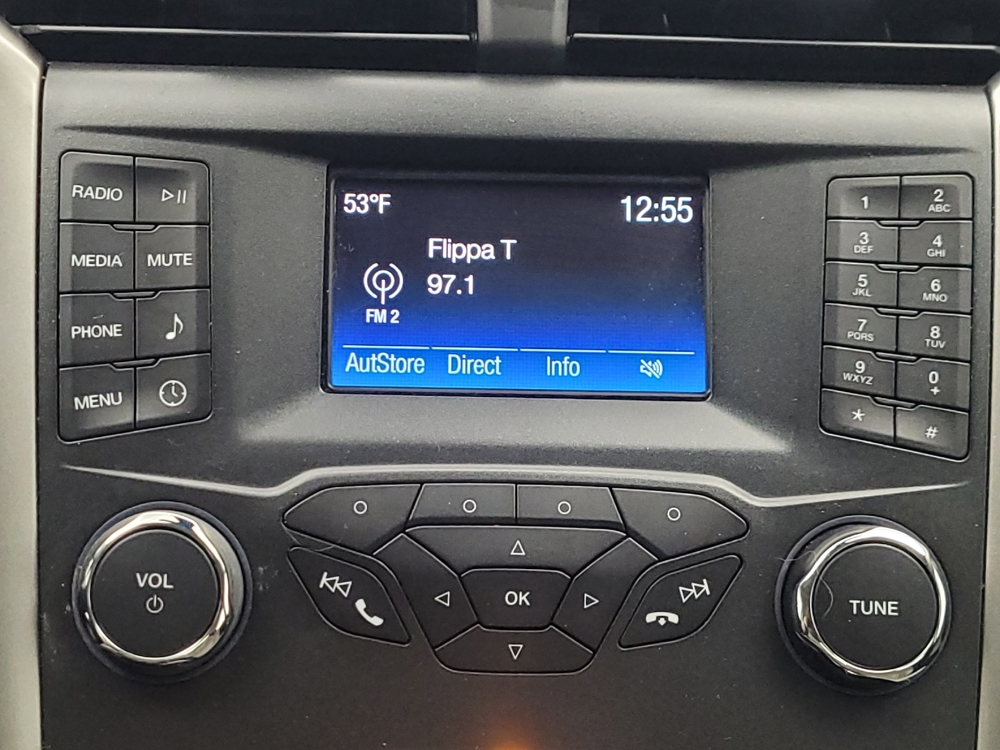 53°F 12:55
Flippa T
97.1
FM 2
AutStore Direct Info
RADIO
MEDIA MUTE
PHONE
MENU
1 2 ABC
3 DEF 4 GHI
5 JKL 6 MNO
7 PQRS 8 TUV
9 WXYZ 0 +
* #
VOL
OK
TUNE